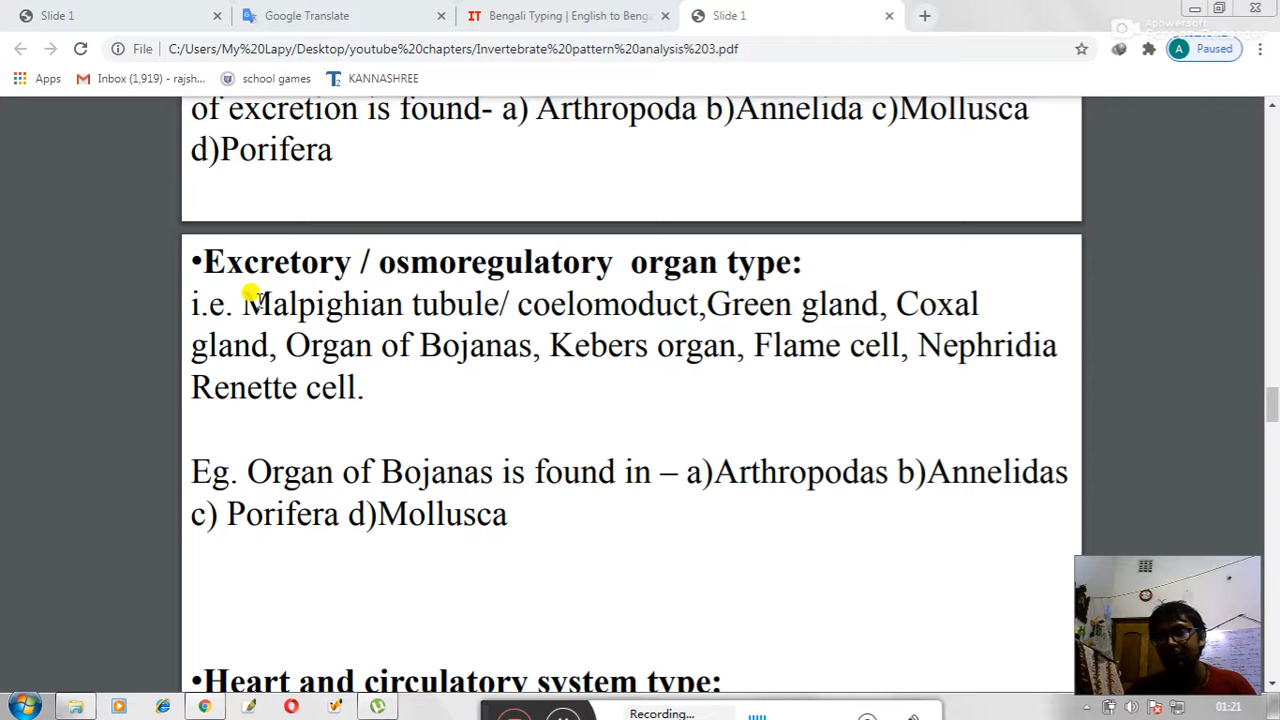 Slide 1
Google Translate
Bengali Typing | English to Beng
Slide 1
File
C:/Users/My%20Lapy/Desktop/youtube%20chapters/Invertebrate%20pattern%20analysis%203.pdf
A Paused
Apps
Inbox (1,919) - rajsh...
school games
KANNASHREE
of excretion is found- a) Arthropoda b)Annelida c)Mollusca
d)Porifera
•Excretory / osmoregulatory organ type:
i.e. Malpighian tubule/ coelomoduct,Green gland, Coxal
gland, Organ of Bojanas, Kebers organ, Flame cell, Nephridia
Renette cell.
Eg. Organ of Bojanas is found in – a)Arthropodas b)Annelidas
c) Porifera d)Mollusca
•Heart and circulatory system type:
Recording...
01:21